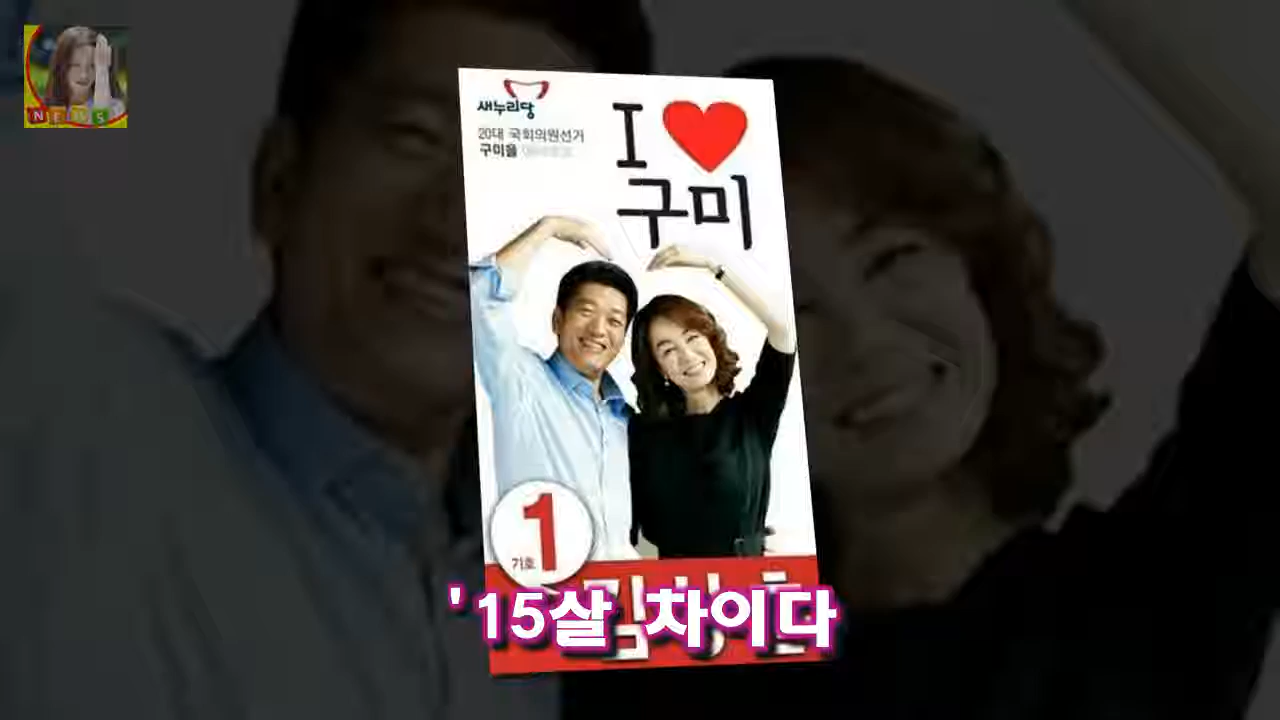 NEWS
새누리당
20대 국회의원선거
구미을
I ♥
구미
기호 1
'15살 차이다